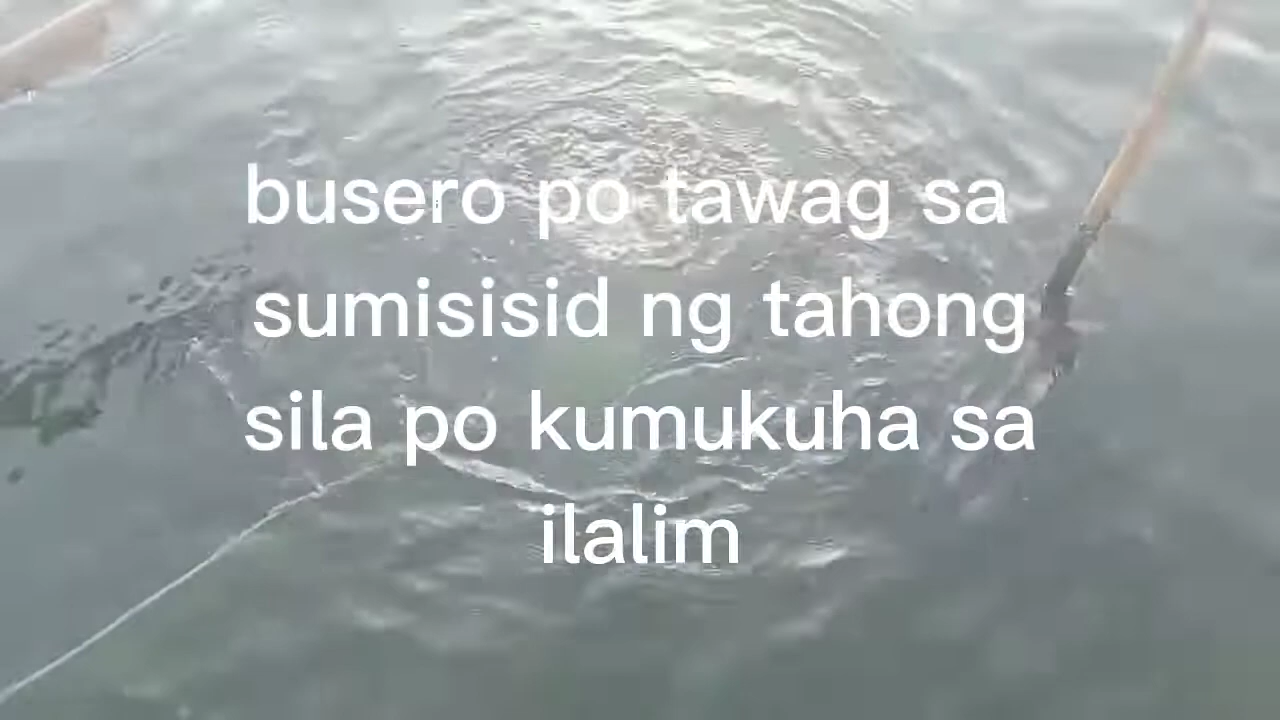 busero po tawag sa
sumisisid ng tahong
sila po kumukuha sa
ilalim